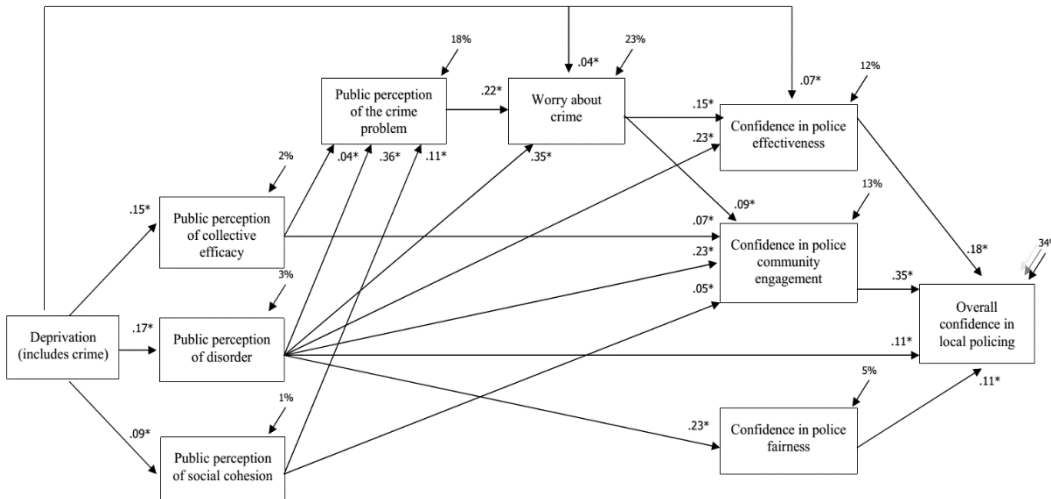 18%
23%
12%
.04*
.07*
Public perception
of the crime
problem
.22*
Worry about
crime
.15*
.23*
Confidence in police
effectiveness
.04*
.36*
.11*
.35*
2%
13%
.15*
Public perception
of collective
efficacy
.09*
.07*
.23*
.05*
Confidence in police
community
engagement
.18*
34%
.35*
3%
Deprivation
(includes crime)
.17*
Public perception
of disorder
Overall
confidence in
local policing
.11*
.11*
1%
5%
.09*
Public perception
of social cohesion
.23*
Confidence in police
fairness